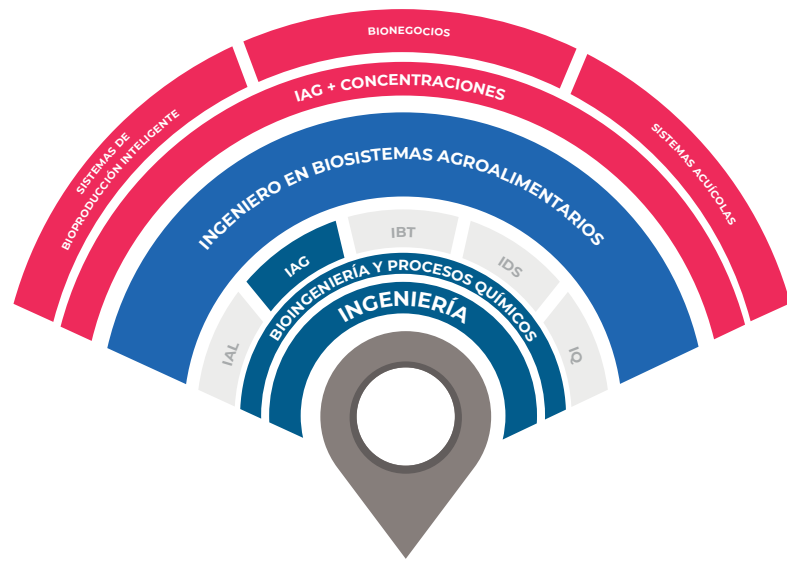 BIONEGOCIOS
SISTEMAS DE
BIOPRODUCCIÓN INTELIGENTE
SISTEMAS ACUÍCOLAS
IAG + CONCENTRACIONES
INGENIERO EN BIOSISTEMAS AGROALIMENTARIOS
IAL
IAG
IBT
IDS
IQ
BIOINGENIERÍA Y PROCESOS QUÍMICOS
INGENIERÍA